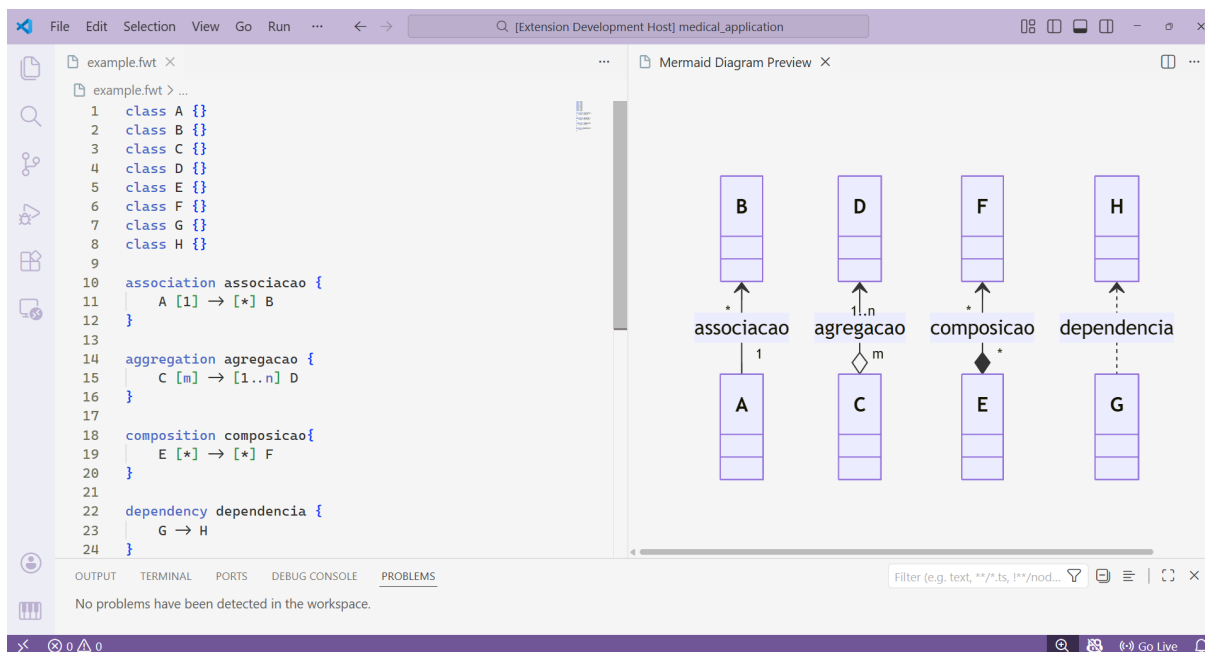 File Edit Selection View Go Run ··· ← → [Extension Development Host] medical_application
example.fwt × ···
example.fwt > ...
1 class A {}
2 class B {}
3 class C {}
4 class D {}
5 class E {}
6 class F {}
7 class G {}
8 class H {}
9
10 association associacao {
11 A [1] → [*] B
12 }
13
14 aggregation agregacao {
15 C [m] → [1..n] D
16 }
17
18 composition composicao{
19 E [*] → [*] F
20 }
21
22 dependency dependencia {
23 G → H
24 }
Mermaid Diagram Preview × ···
B D F H
* 1..n *
associacao agregacao composicao dependencia
1 m *
A C E G
OUTPUT TERMINAL PORTS DEBUG CONSOLE PROBLEMS
Filter (e.g. text, **/*.ts, !**/nod...
No problems have been detected in the workspace.
0 0 Go Live